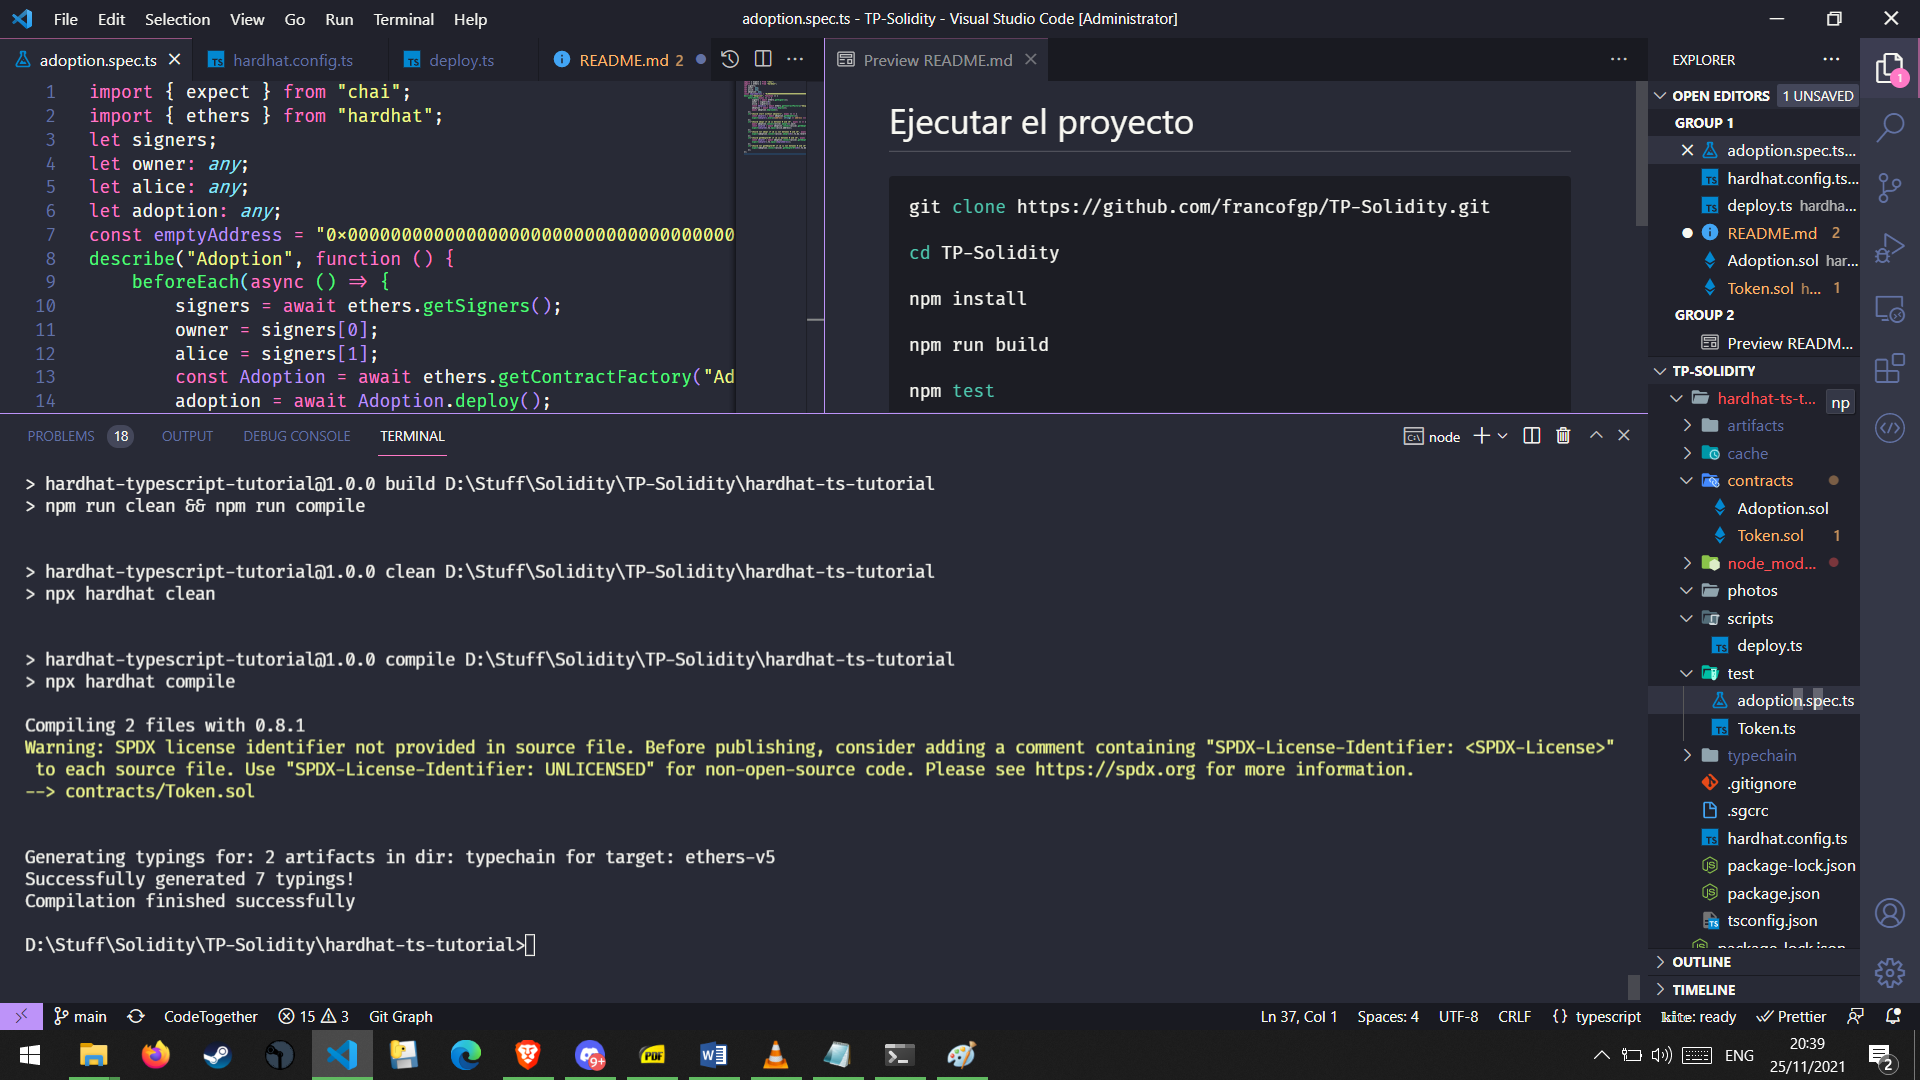 File Edit Selection View Go Run Terminal Help
adoption.spec.ts - TP-Solidity - Visual Studio Code [Administrator]
adoption.spec.ts hardhat.config.ts deploy.ts README.md 2
Preview README.md
1 import { expect } from "chai";
2 import { ethers } from "hardhat";
3 let signers;
4 let owner: any;
5 let alice: any;
6 let adoption: any;
7 const emptyAddress =
8 describe("Adoption", function () {
9 beforeEach(async () => {
10 signers = await ethers.getSigners();
11 owner = signers[0];
12 alice = signers[1];
13 const Adoption = await ethers.getContractFactory("Ad
14 adoption = await Adoption.deploy();
Ejecutar el proyecto
git clone https://github.com/francofgp/TP-Solidity.git
cd TP-Solidity
npm install
npm run build
npm test
PROBLEMS 18 OUTPUT DEBUG CONSOLE TERMINAL
node
> hardhat-typescript-tutorial@1.0.0 build D:\Stuff\Solidity\TP-Solidity\hardhat-ts-tutorial
> npm run clean && npm run compile
> hardhat-typescript-tutorial@1.0.0 clean D:\Stuff\Solidity\TP-Solidity\hardhat-ts-tutorial
> npx hardhat clean
> hardhat-typescript-tutorial@1.0.0 compile D:\Stuff\Solidity\TP-Solidity\hardhat-ts-tutorial
> npx hardhat compile
Compiling 2 files with 0.8.1
Warning: SPDX license identifier not provided in source file. Before publishing, consider adding a comment containing "SPDX-License-Identifier: <SPDX-License>"
to each source file. Use "SPDX-License-Identifier: UNLICENSED" for non-open-source code. Please see https://spdx.org for more information.
--> contracts/Token.sol
Generating typings for: 2 artifacts in dir: typechain for target: ethers-v5
Successfully generated 7 typings!
Compilation finished successfully
D:\Stuff\Solidity\TP-Solidity\hardhat-ts-tutorial>
EXPLORER
OPEN EDITORS 1 UNSAVED
GROUP 1
adoption.spec.ts...
hardhat.config.ts...
deploy.ts hardha...
README.md 2
Adoption.sol har...
Token.sol h... 1
GROUP 2
Preview READM...
TP-SOLIDITY
hardhat-ts-t... np
artifacts
cache
contracts
Adoption.sol
Token.sol 1
node_mod...
photos
scripts
deploy.ts
test
adoption.spec.ts
Token.ts
typechain
.gitignore
.sgcrc
hardhat.config.ts
package-lock.json
package.json
tsconfig.json
package-lock.json
OUTLINE
TIMELINE
1
main CodeTogether 15 3 Git Graph
Ln 37, Col 1 Spaces: 4 UTF-8 CRLF {} typescript kite: ready Prettier
9+
PDF
ENG
20:39
25/11/2021
2